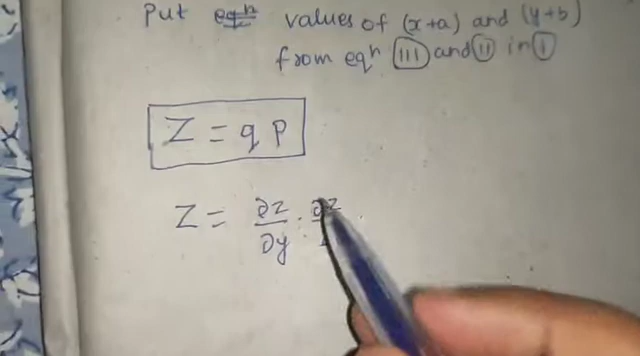 Put eqn values of (x+a) and (y+b)
from eqn (III) and (II) in (I)
Z = q p
Z = ∂z/∂y · ∂z